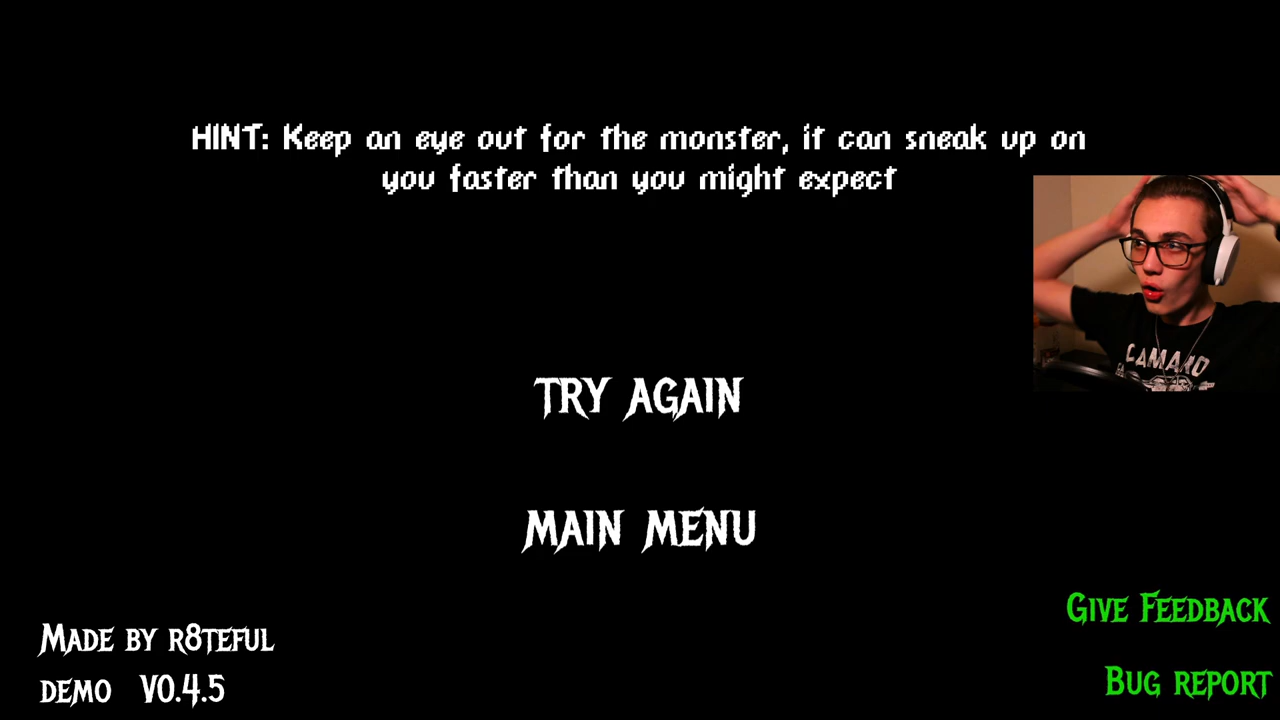 HINT: Keep an eye out for the monster, it can sneak up on
you faster than you might expect
CAMARO
TRY AGAIN
MAIN MENU
GIVE FEEDBACK
MADE BY R8TEFUL
BUG REPORT
DEMO V0.4.5